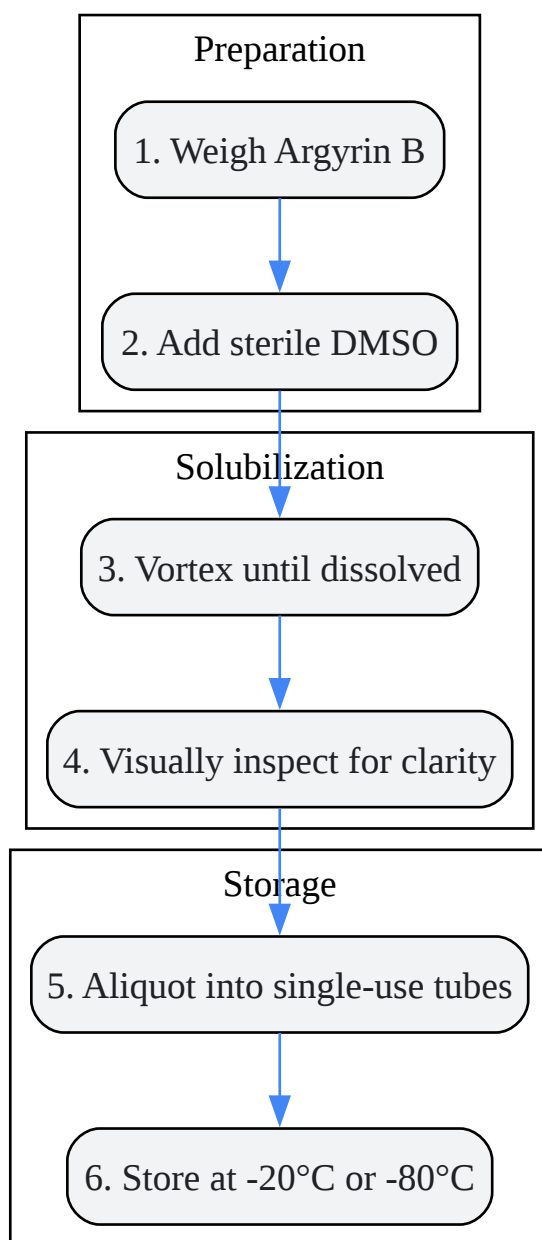 Preparation
1. Weigh Argyrin B
2. Add sterile DMSO
Solubilization
3. Vortex until dissolved
4. Visually inspect for clarity
Storage
5. Aliquot into single-use tubes
6. Store at -20°C or -80°C